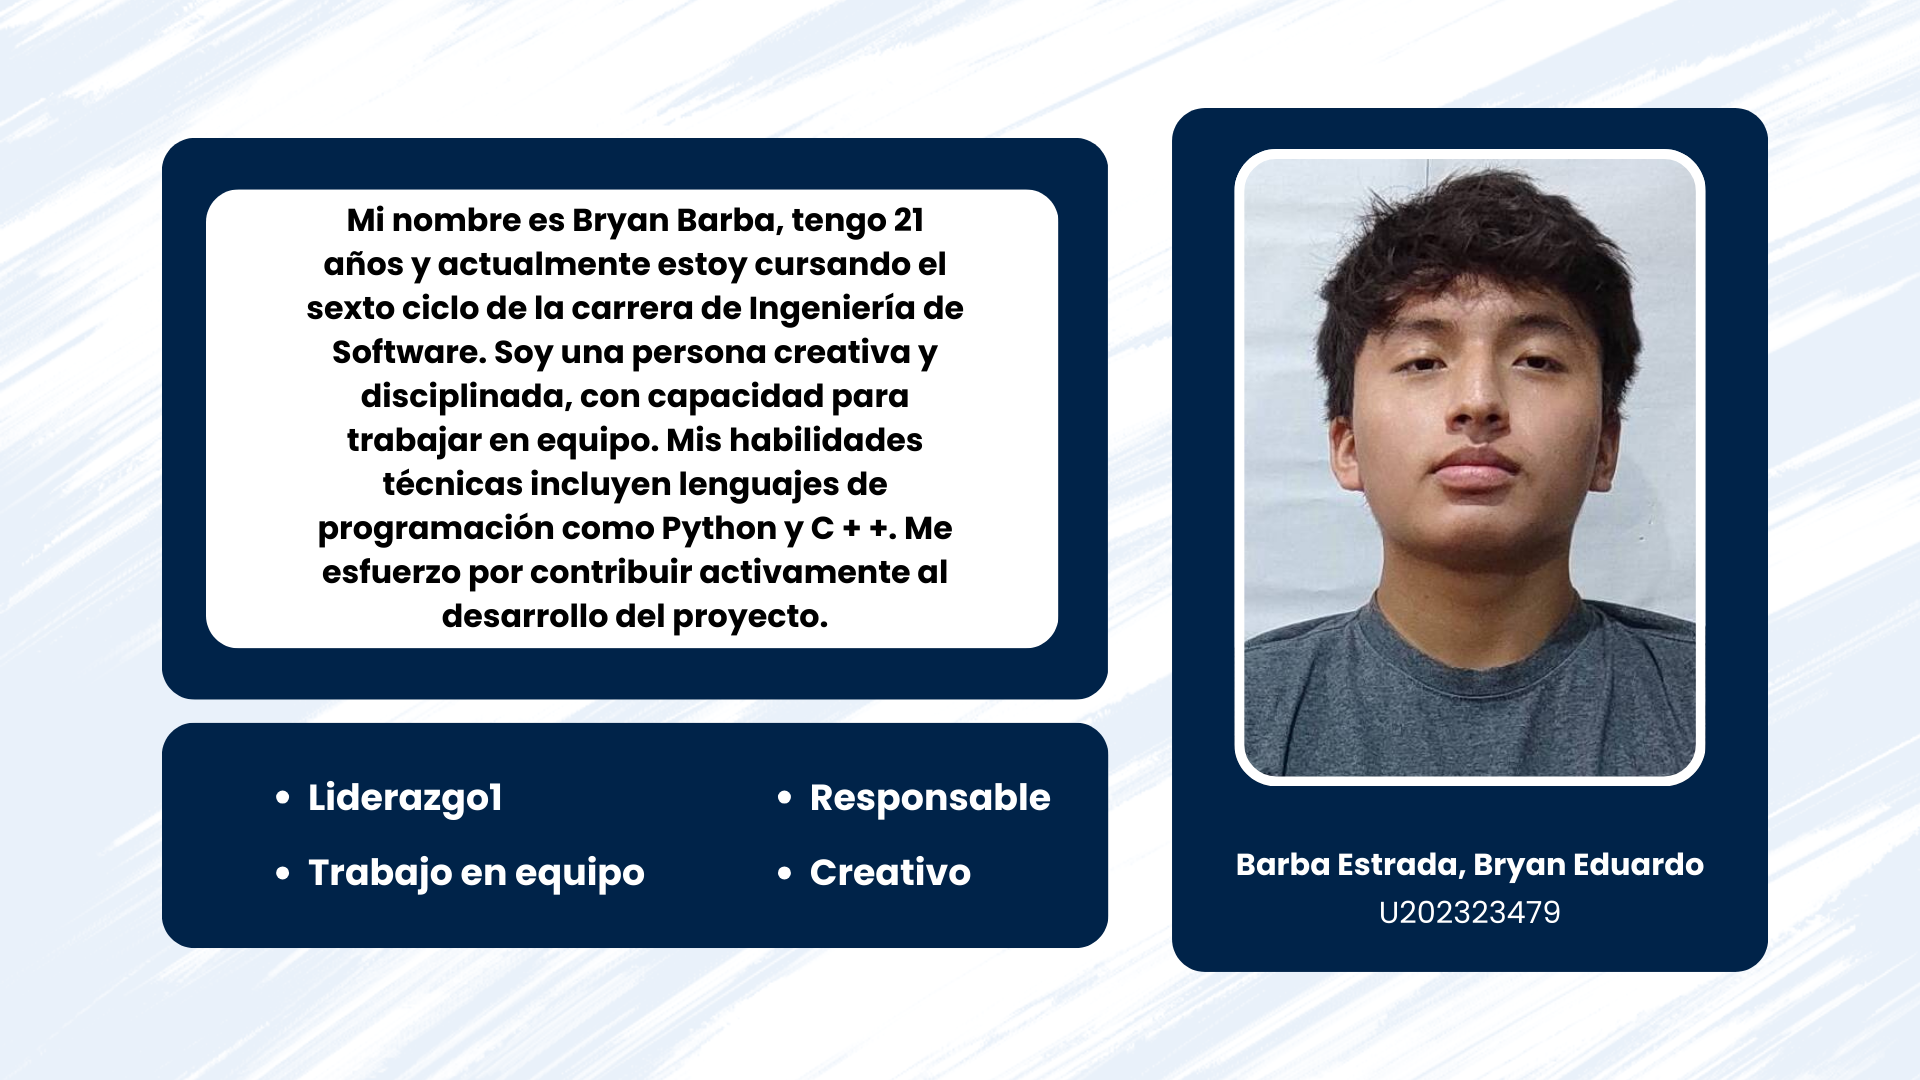 Mi nombre es Bryan Barba, tengo 21
años y actualmente estoy cursando el
sexto ciclo de la carrera de Ingeniería de
Software. Soy una persona creativa y
disciplinada, con capacidad para
trabajar en equipo. Mis habilidades
técnicas incluyen lenguajes de
programación como Python y C + +. Me
esfuerzo por contribuir activamente al
desarrollo del proyecto.
• Liderazgo1
• Trabajo en equipo
• Responsable
• Creativo
Barba Estrada, Bryan Eduardo
U202323479